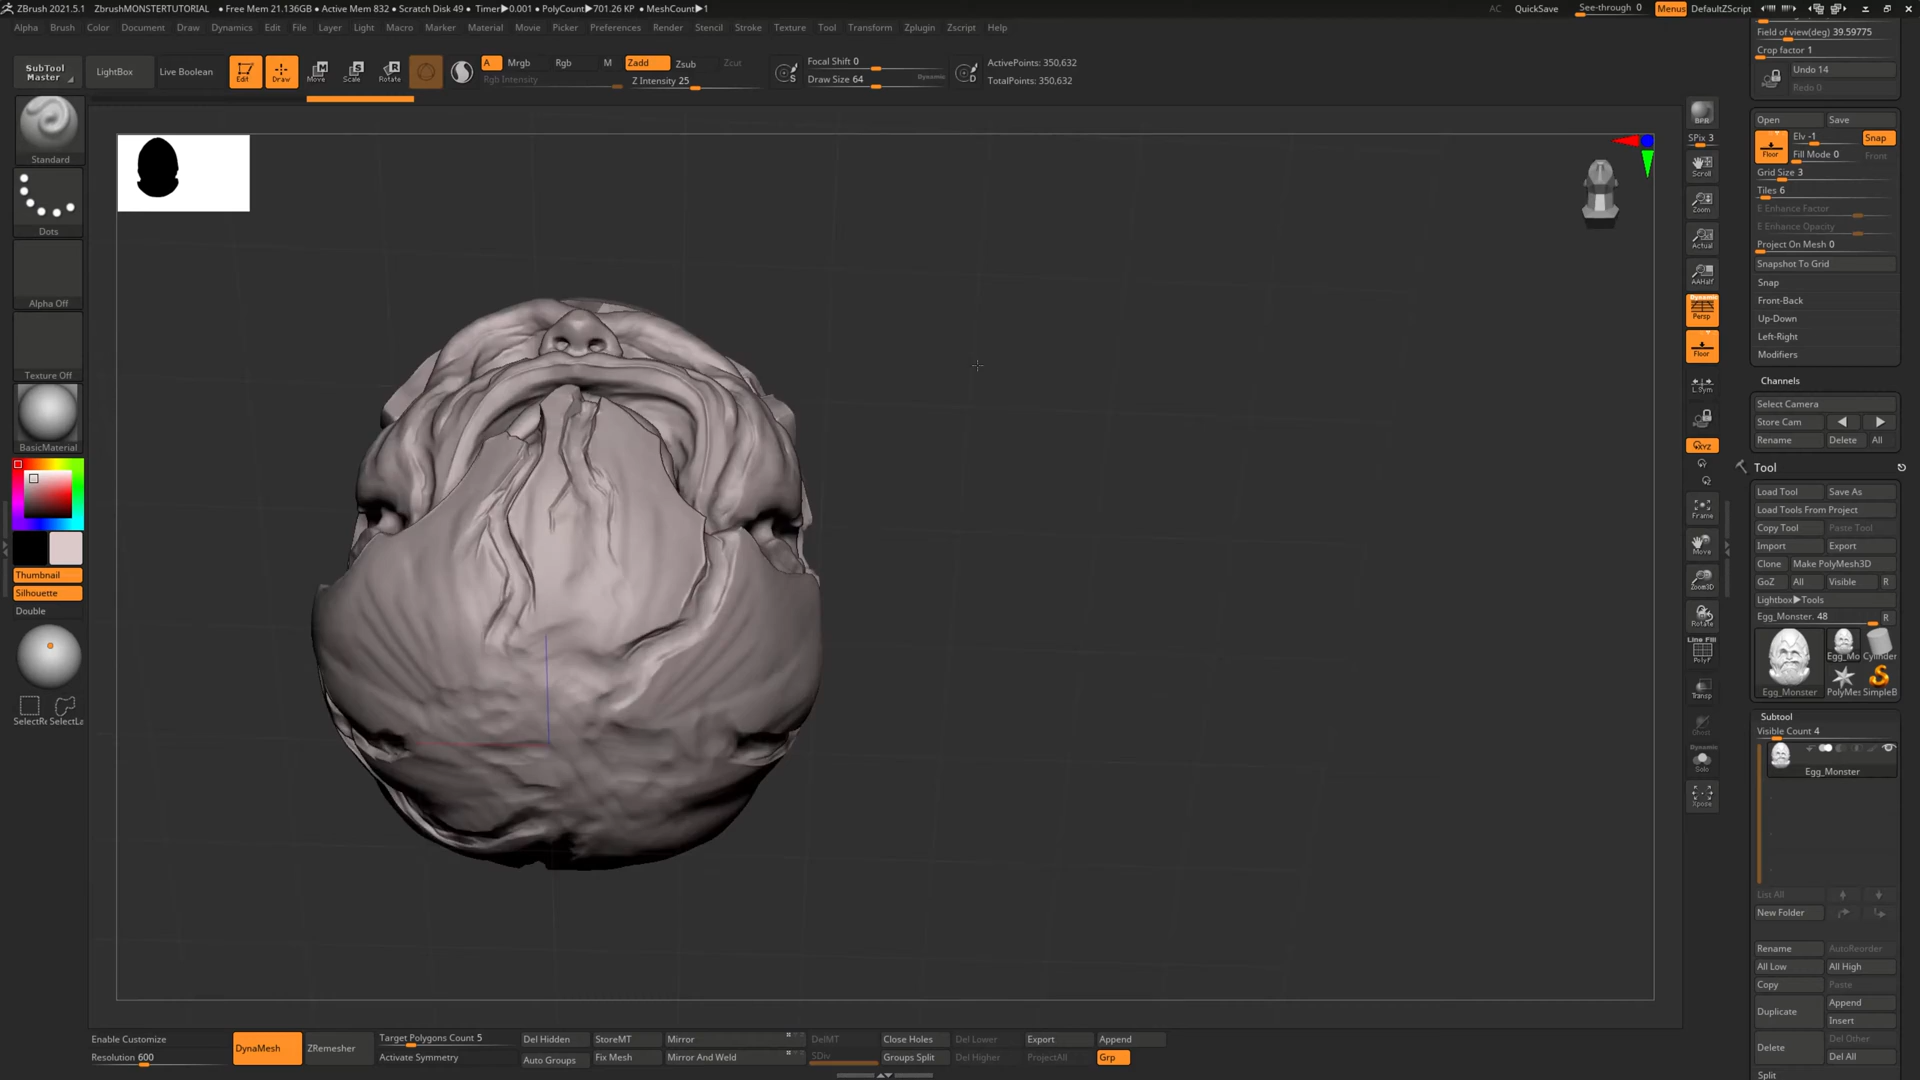 ZBrush 2021.5.1 ZbrushMONSTERTUTORIAL ● Free Mem 21.136GB ● Active Mem 832 ● Scratch Disk 49 ● Timer▶0.001 ● PolyCount▶701.26 KP ● MeshCount▶1 AC QuickSave See-through 0 Menus DefaultZScript
Alpha Brush Color Document Draw Dynamics Edit File Layer Light Macro Marker Material Movie Picker Preferences Render Stencil Stroke Texture Tool Transform Zplugin Zscript Help
SubTool Master LightBox Live Boolean Edit Draw Move Scale Rotate A Mrgb Rgb M Zadd Zsub Zcut Focal Shift 0 ActivePoints: 350,632
Rgb Intensity Z Intensity 25 S Draw Size 64 Dynamic D TotalPoints: 350,632
Standard
Dots
Alpha Off
Texture Off
BasicMaterial
Thumbnail
Silhouette
Double
SelectRe SelectLa
BPR
SPix 3
Scroll
Zoom
Actual
AAHalf
Dynamic
Persp
Floor
L.Sym
XYZ
Frame
Move
Zoom3D
Rotate
Line Fill
PolyF
Transp
Ghost
Dynamic
Solo
Xpose
Field of view(deg) 39.59775
Crop factor 1
Undo 14
Redo 0
Open Save
Floor Elv -1 Snap
Fill Mode 0 Front
Grid Size 3
Tiles 6
E Enhance Factor
E Enhance Opacity
Project On Mesh 0
Snapshot To Grid
Snap
Front-Back
Up-Down
Left-Right
Modifiers
Channels
Select Camera
Store Cam
Rename Delete All
Tool
Load Tool Save As
Load Tools From Project
Copy Tool Paste Tool
Import Export
Clone Make PolyMesh3D
GoZ All Visible R
Lightbox▶Tools
Egg_Monster. 48 R
Egg_Mo Cylinder
Egg_Monster PolyMes SimpleB
Subtool
Visible Count 4
Egg_Monster
List All
New Folder
Rename AutoReorder
All Low All High
Copy Paste
Duplicate Append
Insert
Delete Del Other
Del All
Split
Enable Customize DynaMesh ZRemesher Target Polygons Count 5 Del Hidden StoreMT Mirror DelMT Close Holes Del Lower Export Append
Resolution 600 Activate Symmetry Auto Groups Fix Mesh Mirror And Weld SDiv Groups Split Del Higher ProjectAll Grp